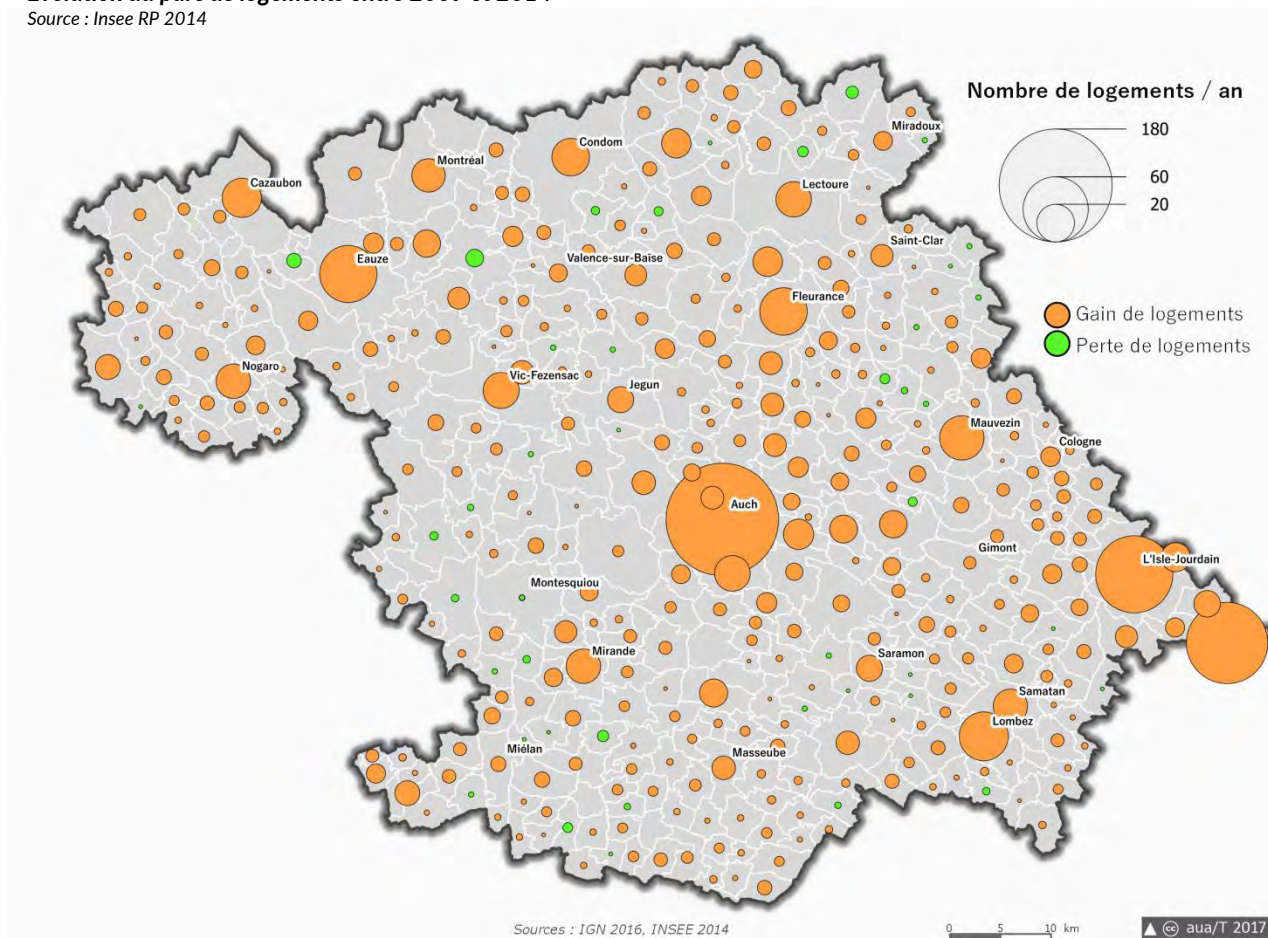 Source : Insee RP 2014
Nombre de logements / an
180
60
20
Gain de logements
Perte de logements
Miradoux
Condom
Montréal
Cazaubon
Lectoure
Saint-Clar
Eauze
Valence-sur-Baïse
Fleurance
Nogaro
Vic-Fezensac
Jegun
Mauvezin
Cologne
Auch
Gimont
L'Isle-Jourdain
Montesquiou
Mirande
Saramon
Samatan
Lombez
Miélan
Masseube
Sources : IGN 2016, INSEE 2014
0 5 10 km
cc aua/T 2017